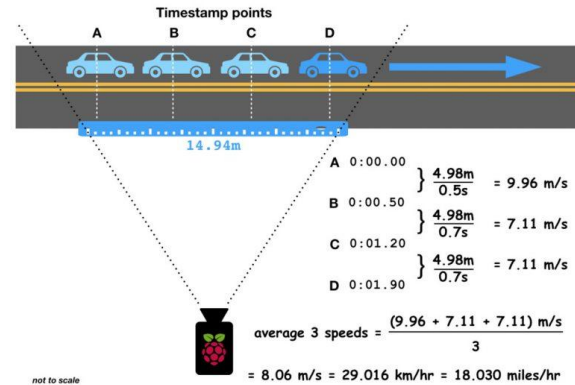 Timestamp points
A B C D
14.94m
A 0:00.00
} 4.98m / 0.5s = 9.96 m/s
B 0:00.50
} 4.98m / 0.7s = 7.11 m/s
C 0:01.20
} 4.98m / 0.7s = 7.11 m/s
D 0:01.90
average 3 speeds = (9.96 + 7.11 + 7.11) m/s / 3
= 8.06 m/s = 29.016 km/hr = 18.030 miles/hr
not to scale